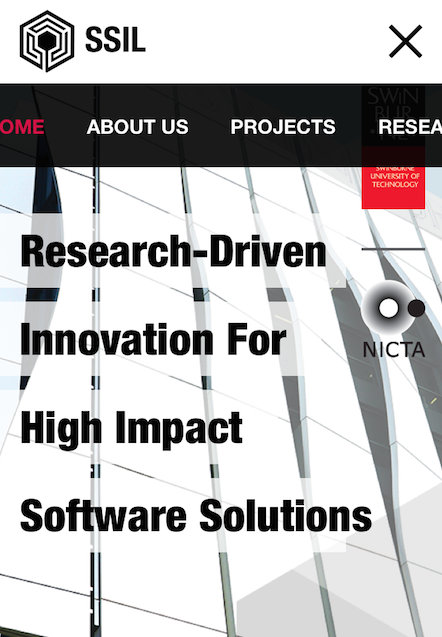 SSIL
OME ABOUT US PROJECTS RESEA
SWIN
BUR
SWINBURNE
UNIVERSITY OF
TECHNOLOGY
Research-Driven
Innovation For
NICTA
High Impact
Software Solutions